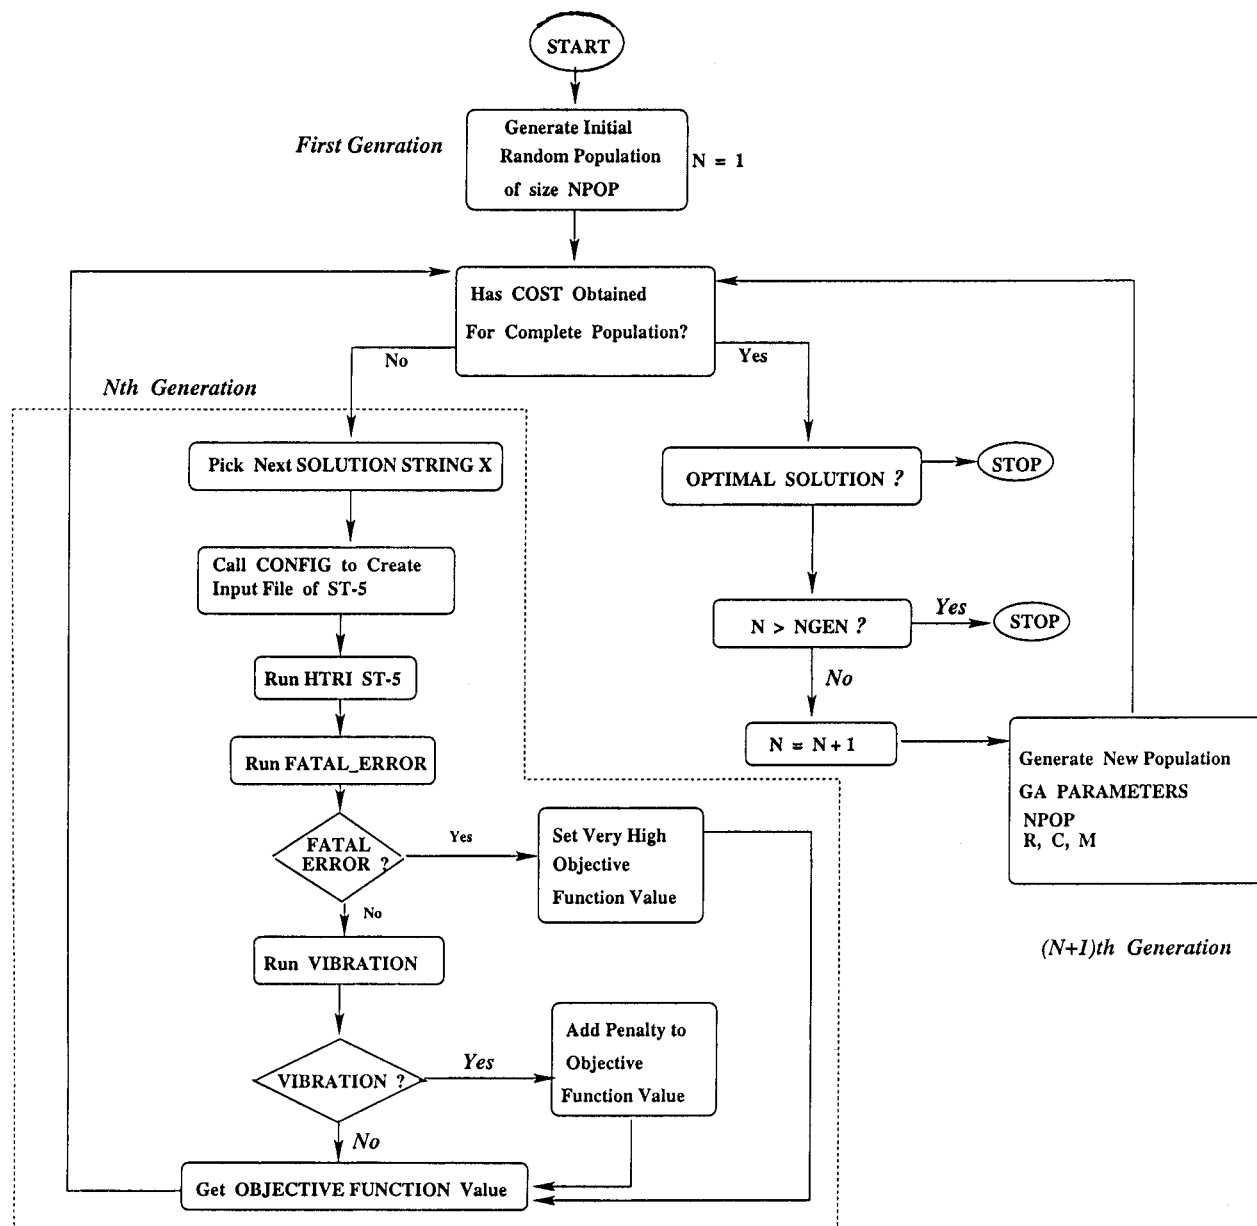 START
First Genration
Generate Initial
Random Population
of size NPOP
N = 1
Has COST Obtained
For Complete Population?
No
Yes
Nth Generation
Pick Next SOLUTION STRING X
OPTIMAL SOLUTION ?
STOP
Call CONFIG to Create
Input File of ST-5
N > NGEN ?
Yes
STOP
Run HTRI ST-5
No
N = N + 1
Generate New Population
GA PARAMETERS
NPOP
R, C, M
(N+1)th Generation
Run FATAL_ERROR
FATAL
ERROR ?
Yes
Set Very High
Objective
Function Value
No
Run VIBRATION
VIBRATION ?
Yes
Add Penalty to
Objective
Function Value
No
Get OBJECTIVE FUNCTION Value